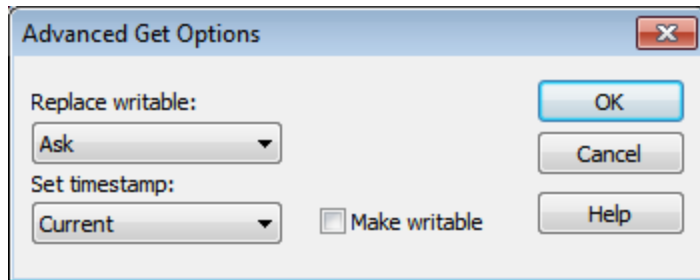 Advanced Get Options
Replace writable:
Ask
Set timestamp:
Current
Make writable
OK
Cancel
Help